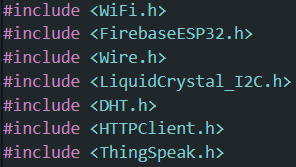 #include <WiFi.h>
#include <FirebaseESP32.h>
#include <Wire.h>
#include <LiquidCrystal_I2C.h>
#include <DHT.h>
#include <HTTPClient.h>
#include <ThingSpeak.h>